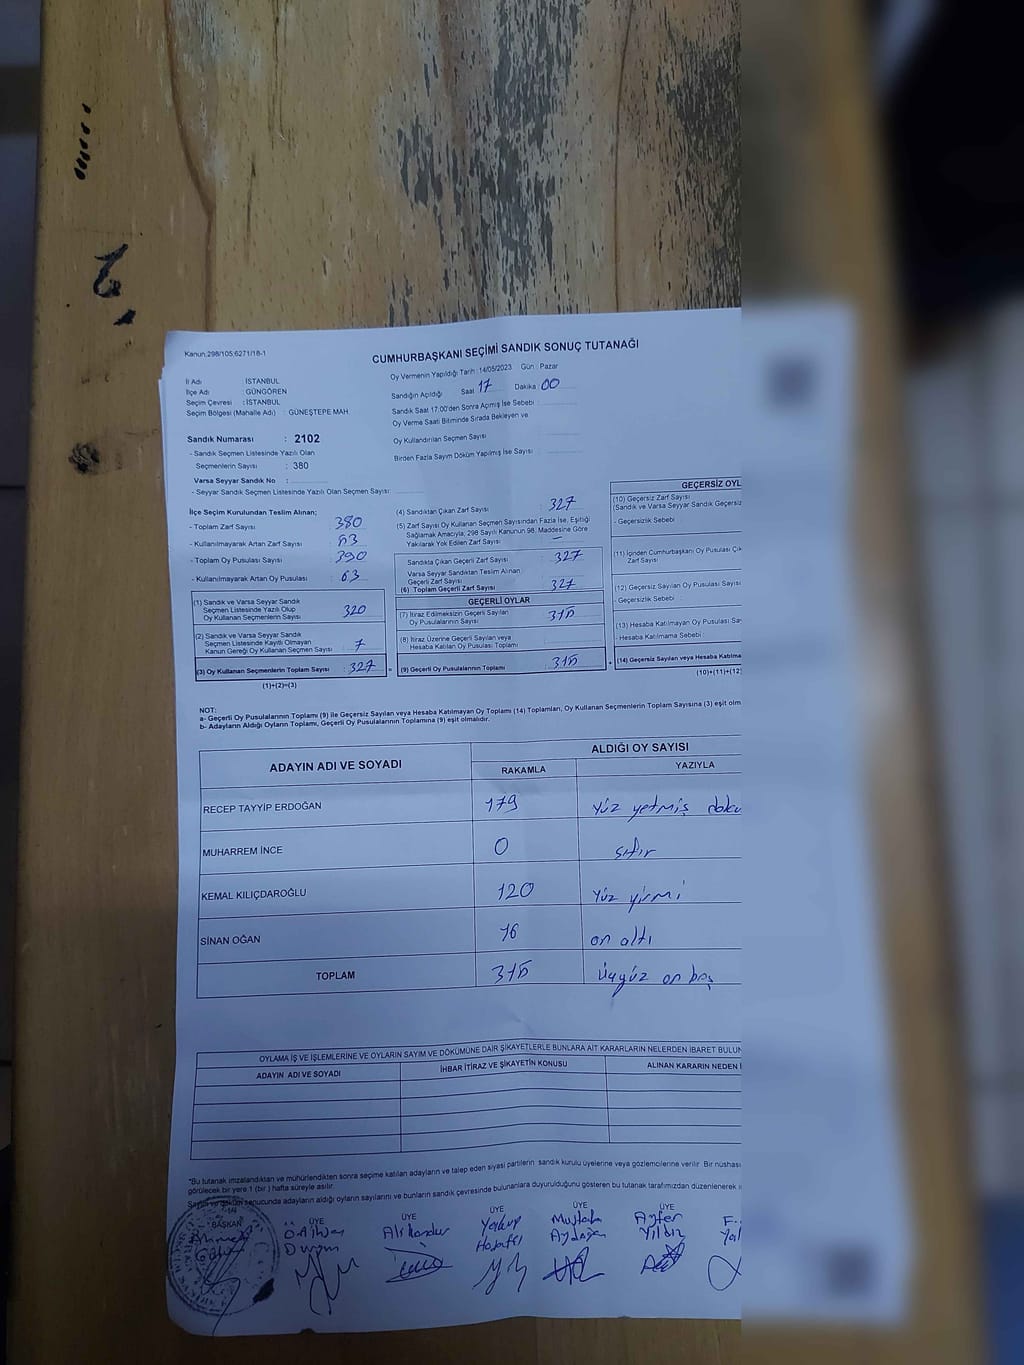 Kanun:298/105;6271/18-1
CUMHURBAŞKANI SEÇİMİ SANDIK SONUÇ TUTANAĞI
İl Adı : İSTANBUL
İlçe Adı : GÜNGÖREN
Seçim Çevresi : İSTANBUL
Seçim Bölgesi (Mahalle Adı) : GÜNEŞTEPE MAH
Sandık Numarası : 2102
- Sandık Seçmen Listesinde Yazılı Olan
Seçmenlerin Sayısı : 380
Varsa Seyyar Sandık No :
- Seyyar Sandık Seçmen Listesinde Yazılı Olan Seçmen Sayısı:
Oy Vermenin Yapıldığı Tarih :14/05/2023 Gün : Pazar
Sandığın Açıldığı Saat 17 Dakika : 00
Sandık Saat 17:00'den Sonra Açmış İse Sebebi :
Oy Verme Saati Bitiminde Sırada Bekleyen ve
Oy Kullandırılan Seçmen Sayısı
Birden Fazla Sayım Döküm Yapılmış İse Sayısı :
İlçe Seçim Kurulundan Teslim Alınan;
- Toplam Zarf Sayısı : 380
- Kullanılmayarak Artan Zarf Sayısı : 53
- Toplam Oy Pusulası Sayısı : 390
- Kullanılmayarak Artan Oy Pusulası : 63
(1) Sandık ve Varsa Seyyar Sandık
Seçmen Listesinde Yazılı Olup
Oy Kullanan Seçmenlerin Sayısı : 320
(2) Sandık ve Varsa Seyyar Sandık
Seçmen Listesinde Kayıtlı Olmayan
Kanun Gereği Oy Kullanan Seçmen Sayısı : 7
(3) Oy Kullanan Seçmenlerin Toplam Sayısı : 327
(1)+(2)=(3)
(4) Sandıktan Çıkan Zarf Sayısı : 327
(5) Zarf Sayısı Oy Kullanan Seçmen Sayısından Fazla İse, Eşitliği
Sağlamak Amacıyla; 298 Sayılı Kanunun 98. Maddesine Göre
Yakılarak Yok Edilen Zarf Sayısı : -
Sandıkta Çıkan Geçerli Zarf Sayısı : 327
Varsa Seyyar Sandıktan Teslim Alınan
Geçerli Zarf Sayısı
(6) Toplam Geçerli Zarf Sayısı : 327
GEÇERLİ OYLAR
(7) İtiraz Edilmeksizin Geçerli Sayılan
Oy Pusulasının Sayısı : 315
(8) İtiraz Üzerine Geçerli Sayılan veya
Hesaba Katılan Oy Pusulası Toplamı
(9) Geçerli Oy Pusulalarının Toplamı : 315
GEÇERSİZ OYL
(10) Geçersiz Zarf Sayısı
(Sandık ve Varsa Seyyar Sandık Geçersiz
- Geçersizlik Sebebi
(11) İçinden Cumhurbaşkanı Oy Pusulası Çık
Zarf Sayısı
(12) Geçersiz Sayılan Oy Pusulası Sayısı
- Geçersizlik Sebebi :
(13) Hesaba Katılmayan Oy Pusulası Sa
- Hesaba Katılmama Sebebi
(14) Geçersiz Sayılan veya Hesaba Katılma
(10)+(11)+(12)
NOT:
a- Geçerli Oy Pusulalarının Toplamı (9) ile Geçersiz Sayılan veya Hesaba Katılmayan Oy Toplamı (14) Toplamları, Oy Kullanan Seçmenlerin Toplam Sayısına (3) eşit olm
b- Adayların Aldığı Oyların Toplamı, Geçerli Oy Pusulalarının Toplamına (9) eşit olmalıdır.
ADAYIN ADI VE SOYADI ALDIĞI OY SAYISI
RAKAMLA YAZIYLA
RECEP TAYYİP ERDOĞAN 179 yüz yetmiş doku
MUHARREM İNCE 0 sıfır
KEMAL KILIÇDAROĞLU 120 yüz yirmi
SİNAN OĞAN 16 on altı
TOPLAM 315 üçyüz on beş
OYLAMA İŞ VE İŞLEMLERİNE VE OYLARIN SAYIM VE DÖKÜMÜNE DAİR ŞİKAYETLERLE BUNLARA AİT KARARLARIN NELERDEN İBARET BULUN
ADAYIN ADI VE SOYADI İHBAR İTİRAZ VE ŞİKAYETİN KONUSU ALINAN KARARIN NEDEN İ
*Bu tutanak imzalandıktan ve mühürlendikten sonra seçime katılan adayların ve talep eden siyasi partilerin sandık kurulu üyelerine veya gözlemcilerine verilir. Bir nüshası
görülecek bir yere 1 (bir) hafta süreyle asılır.
Sayım ve döküm sonucunda adayların aldığı oyların sayılarını ve bunların sandık çevresinde bulunanlara duyurulduğunu gösteren bu tutanak tarafımızdan düzenlenerek i
BAŞKAN ÜYE ÜYE ÜYE ÜYE ÜYE
Ahmet Yakup Mustafa Ayfer
Aydoğan Yıldız